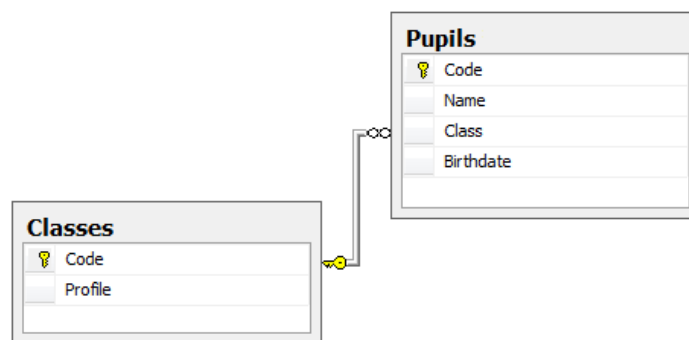 Pupils
Code
Name
Class
Birthdate
Classes
Code
Profile